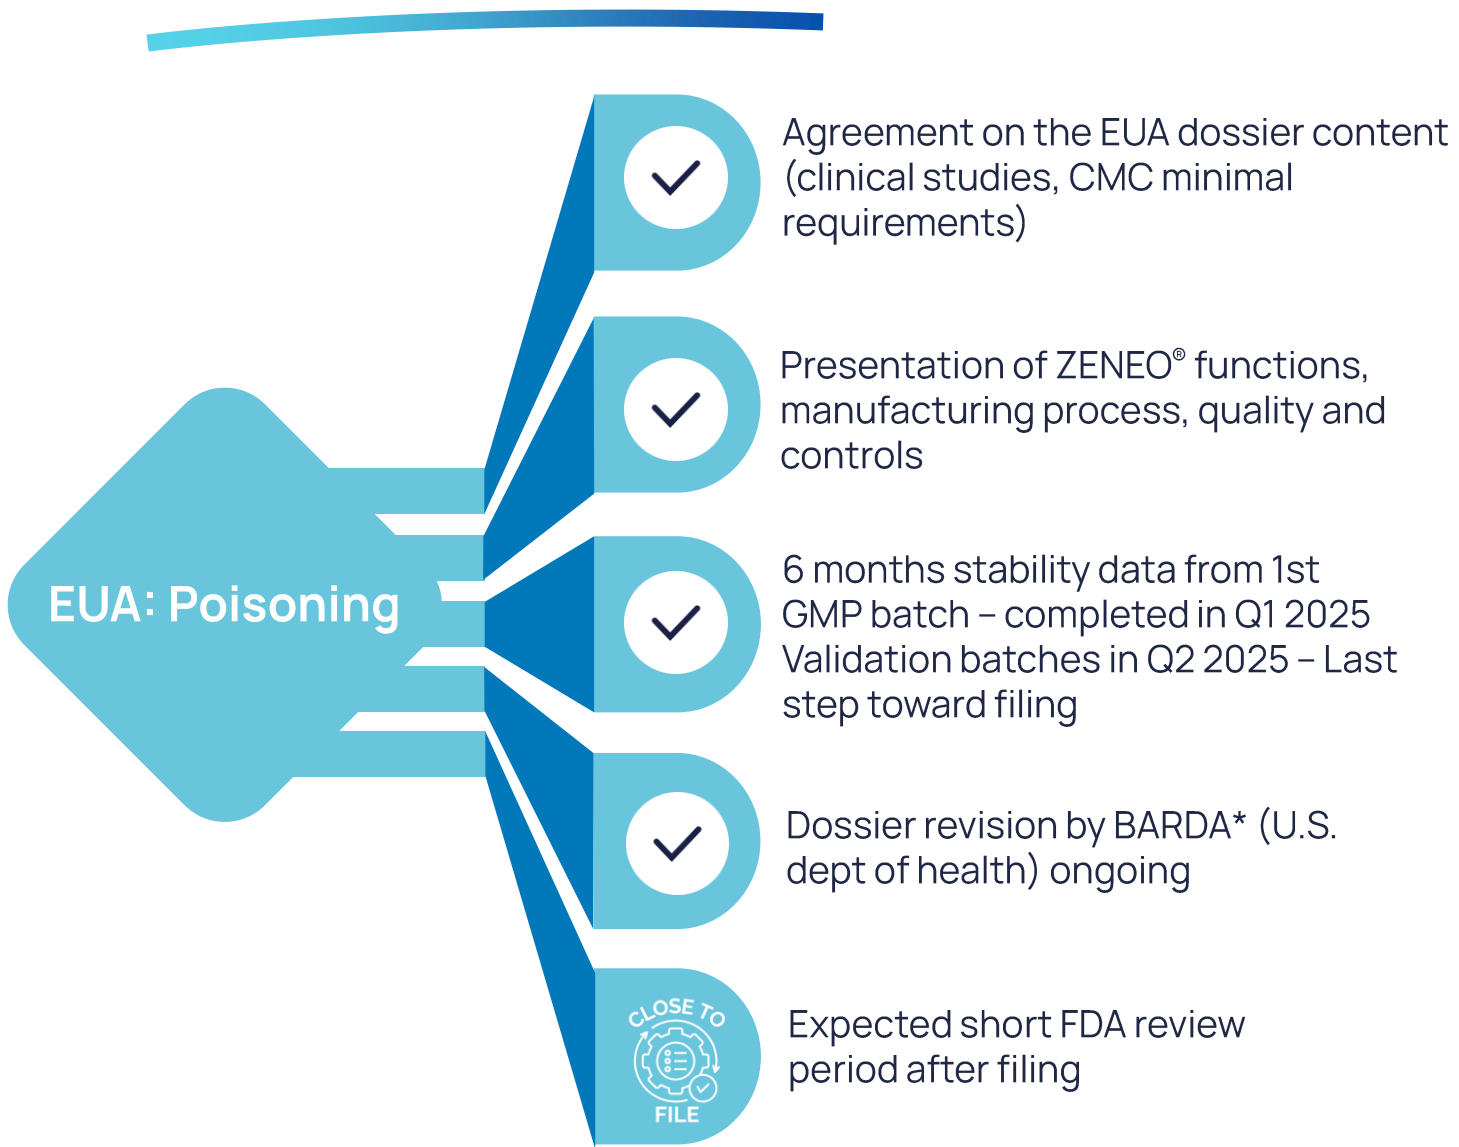 Agreement on the EUA dossier content
(clinical studies, CMC minimal
requirements)
Presentation of ZENEO® functions,
manufacturing process, quality and
controls
EUA: Poisoning
6 months stability data from 1st
GMP batch – completed in Q1 2025
Validation batches in Q2 2025 – Last
step toward filing
Dossier revision by BARDA* (U.S.
dept of health) ongoing
CLOSE TO
FILE
Expected short FDA review
period after filing